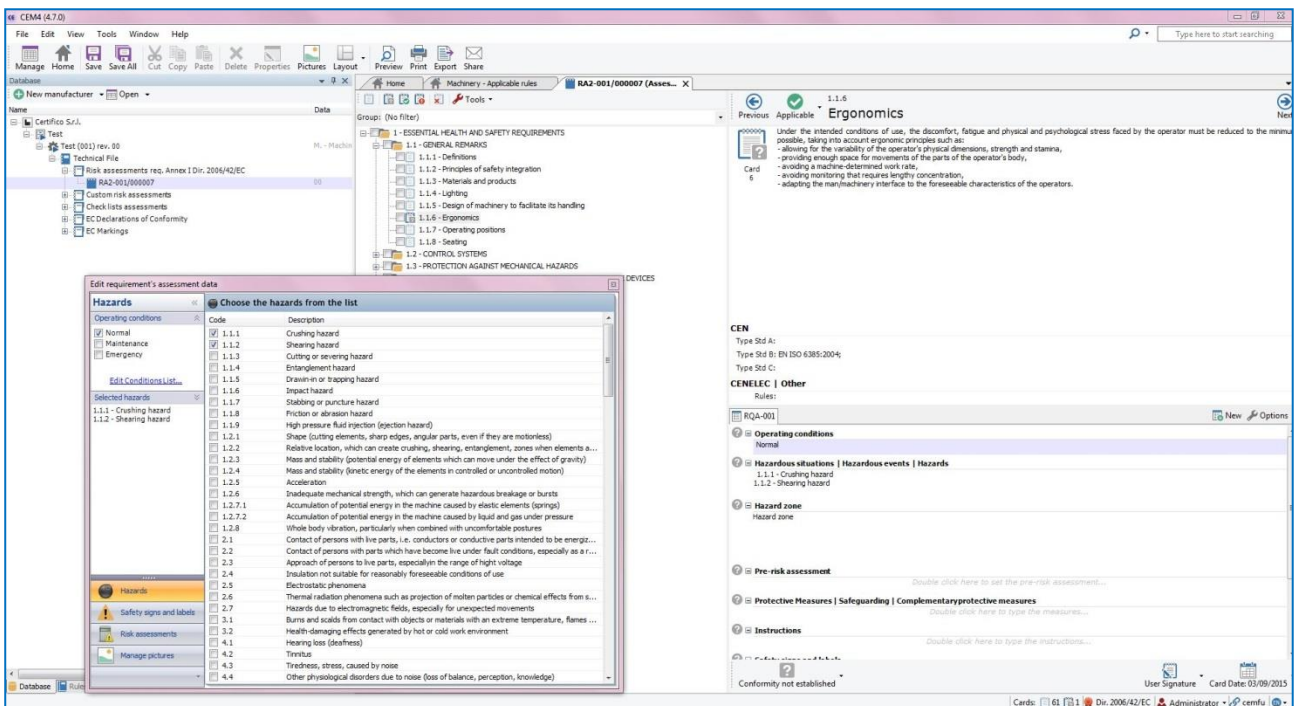 CEM4 (4.7.0)
File Edit View Tools Window Help
Type here to start searching
Manage Home Save Save All Cut Copy Paste Delete Properties Pictures Layout Preview Print Export Share
Database
New manufacturer Open
Name Data
Certifico S.r.l.
Test
Test (001) rev. 00 M. - Machin
Technical File
Risk assessments req. Annex I Dir. 2006/42/EC
RA2-001/000007 00
Custom risk assessments
Check lists assessments
EC Declarations of Conformity
EC Markings
Home Machinery - Applicable rules RA2-001/000007 (Asses... X
Tools
Group: (No filter)
1 - ESSENTIAL HEALTH AND SAFETY REQUIREMENTS
1.1 - GENERAL REMARKS
1.1.1 - Definitions
1.1.2 - Principles of safety integration
1.1.3 - Materials and products
1.1.4 - Lighting
1.1.5 - Design of machinery to facilitate its handling
1.1.6 - Ergonomics
1.1.7 - Operating positions
1.1.8 - Seating
1.2 - CONTROL SYSTEMS
1.3 - PROTECTION AGAINST MECHANICAL HAZARDS
DEVICES
Previous Applicable 1.1.6 Ergonomics Next
Card 6
Under the intended conditions of use, the discomfort, fatigue and physical and psychological stress faced by the operator must be reduced to the minimu
possible, taking into account ergonomic principles such as:
- allowing for the variability of the operator's physical dimensions, strength and stamina,
- providing enough space for movements of the parts of the operator's body,
- avoiding a machine-determined work rate,
- avoiding monitoring that requires lengthy concentration,
- adapting the man/machinery interface to the foreseeable characteristics of the operators.
CEN
Type Std A:
Type Std B: EN ISO 6385:2004;
Type Std C:
CENELEC | Other
Rules:
RQA-001 New Options
Operating conditions
Normal
Hazardous situations | Hazardous events | Hazards
1.1.1 - Crushing hazard
1.1.2 - Shearing hazard
Hazard zone
Hazard zone
Pre-risk assessment
Double click here to set the pre-risk assessment...
Protective Measures | Safeguarding | Complementaryprotective measures
Double click here to type the measures...
Instructions
Double click here to type the instructions...
Conformity not established User Signature Card Date: 03/09/2015
Edit requirement's assessment data
Hazards
Operating conditions
Normal
Maintenance
Emergency
Edit Conditions List...
Selected hazards
1.1.1 - Crushing hazard
1.1.2 - Shearing hazard
Hazards
Safety signs and labels
Risk assessments
Manage pictures
Choose the hazards from the list
Code Description
1.1.1 Crushing hazard
1.1.2 Shearing hazard
1.1.3 Cutting or severing hazard
1.1.4 Entanglement hazard
1.1.5 Drawn-in or trapping hazard
1.1.6 Impact hazard
1.1.7 Stabbing or puncture hazard
1.1.8 Friction or abrasion hazard
1.1.9 High pressure fluid injection (ejection hazard)
1.2.1 Shape (cutting elements, sharp edges, angular parts, even if they are motionless)
1.2.2 Relative location, which can create crushing, shearing, entanglement, zones when elements a...
1.2.3 Mass and stability (potential energy of elements which can move under the effect of gravity)
1.2.4 Mass and stability (kinetic energy of the elements in controlled or uncontrolled motion)
1.2.5 Acceleration
1.2.6 Inadequate mechanical strength, which can generate hazardous breakage or bursts
1.2.7.1 Accumulation of potential energy in the machine caused by elastic elements (springs)
1.2.7.2 Accumulation of potential energy in the machine caused by liquid and gas under pressure
1.2.8 Whole body vibration, particularly when combined with uncomfortable postures
2.1 Contact of persons with live parts, i.e. conductors or conductive parts intended to be energiz...
2.2 Contact of persons with parts which have become live under fault conditions, especially as a r...
2.3 Approach of persons to live parts, especiallyin the range of hight voltage
2.4 Insulation not suitable for reasonably foreseeable conditions of use
2.5 Electrostatic phenomena
2.6 Thermal radiation phenomena such as projection of molten particles or chemical effects from s...
2.7 Hazards due to electromagnetic fields, especially for unexpected movements
3.1 Burns and scalds from contact with objects or materials with an extreme temperature, flames ...
3.2 Health-damaging effects generated by hot or cold work environment
4.1 Hearing loss (deafness)
4.2 Tinnitus
4.3 Tiredness, stress, caused by noise
4.4 Other physiological disorders due to noise (loss of balance, perception, knowledge)
Database Rule
Cards: 61 1 Dir. 2006/42/EC Administrator cemfu